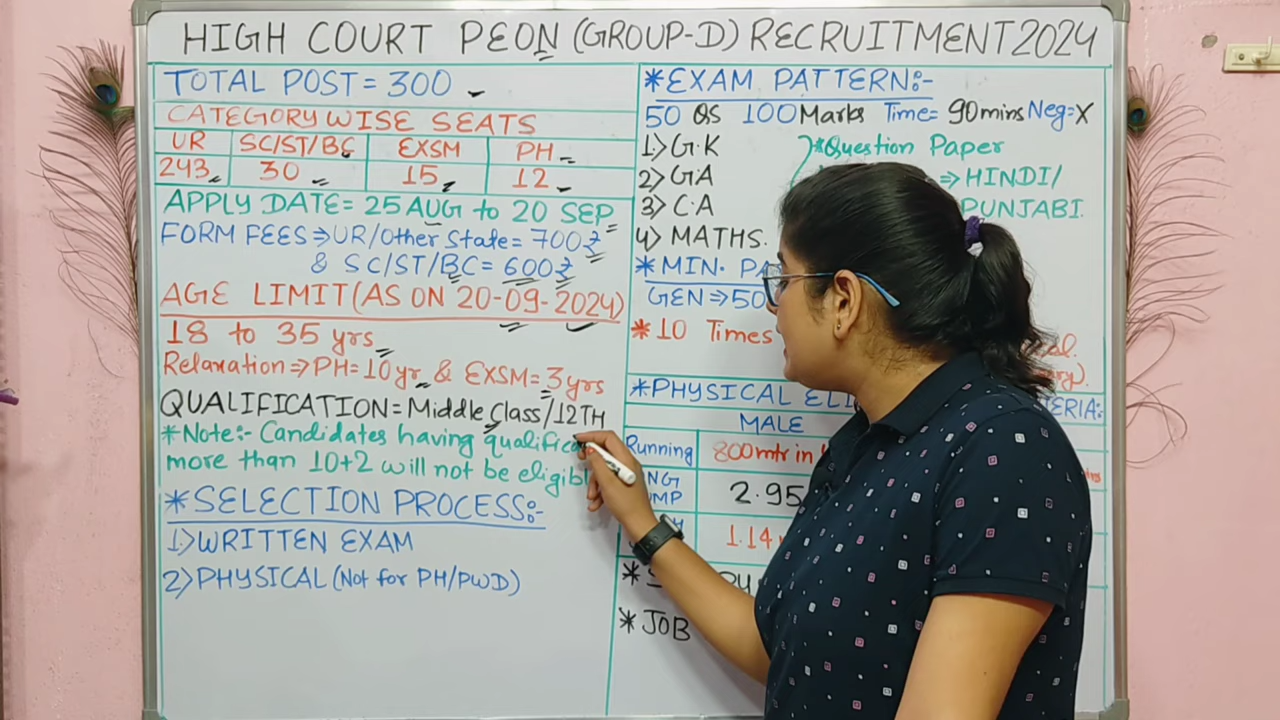 HIGH COURT PEON (GROUP-D) RECRUITMENT 2024
TOTAL POST = 300
CATEGORY WISE SEATS
UR SC/ST/BC EXSM PH
243 30 15 12
APPLY DATE = 25 AUG to 20 SEP
FORM FEES ⇒ UR/Other State = 700₹
& SC/ST/BC = 600₹
AGE LIMIT (AS ON 20-09-2024)
18 to 35 yrs
Relaxation ⇒ PH = 10 yr & EXSM = 3 yrs
QUALIFICATION = Middle Class/12TH
*Note:- Candidates having
more than 10+2 will not be
*SELECTION PROCESS:-
1> WRITTEN EXAM
2> PHYSICAL (Not for PH/PWD)
*EXAM PATTERN:-
50 QS 100 Marks Time = 90 mins Neg = X
1> G.K
2> GA
3> C.A
4> MATHS.
*Question Paper
⇒ HINDI/
PUNJABI.
*MIN.
GEN ⇒ 50
*10 Times
*PHYSICAL
MALE
Running 800mtr in
2.95
1.14
*JOB